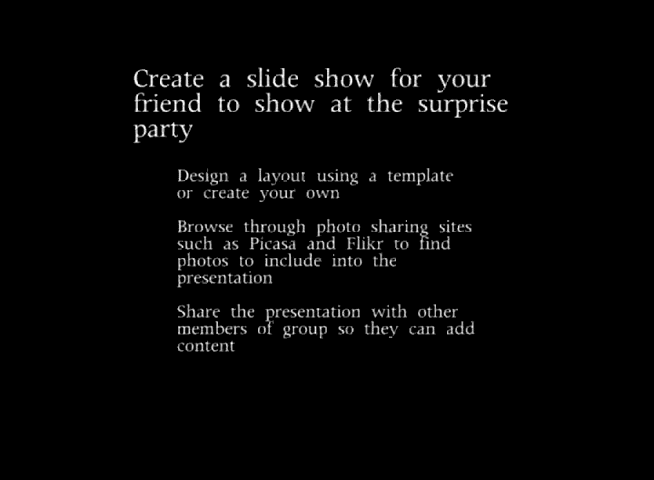 Create a slide show for your
friend to show at the surprise
party
Design a layout using a template
or create your own
Browse through photo sharing sites
such as Picasa and Flikr to find
photos to include into the
presentation
Share the presentation with other
members of group so they can add
content